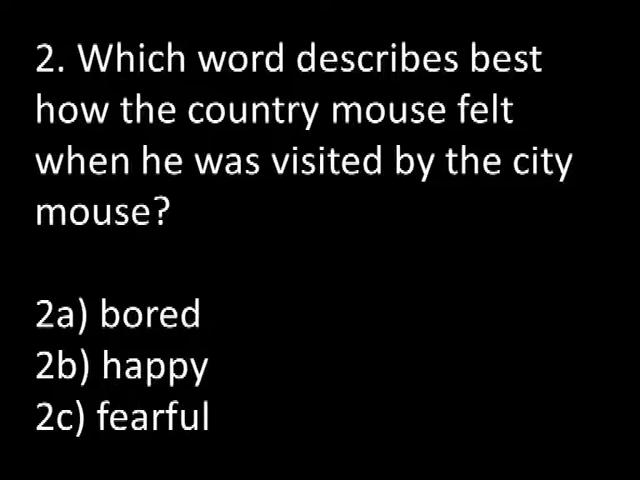 2. Which word describes best
how the country mouse felt
when he was visited by the city
mouse?
2a) bored
2b) happy
2c) fearful